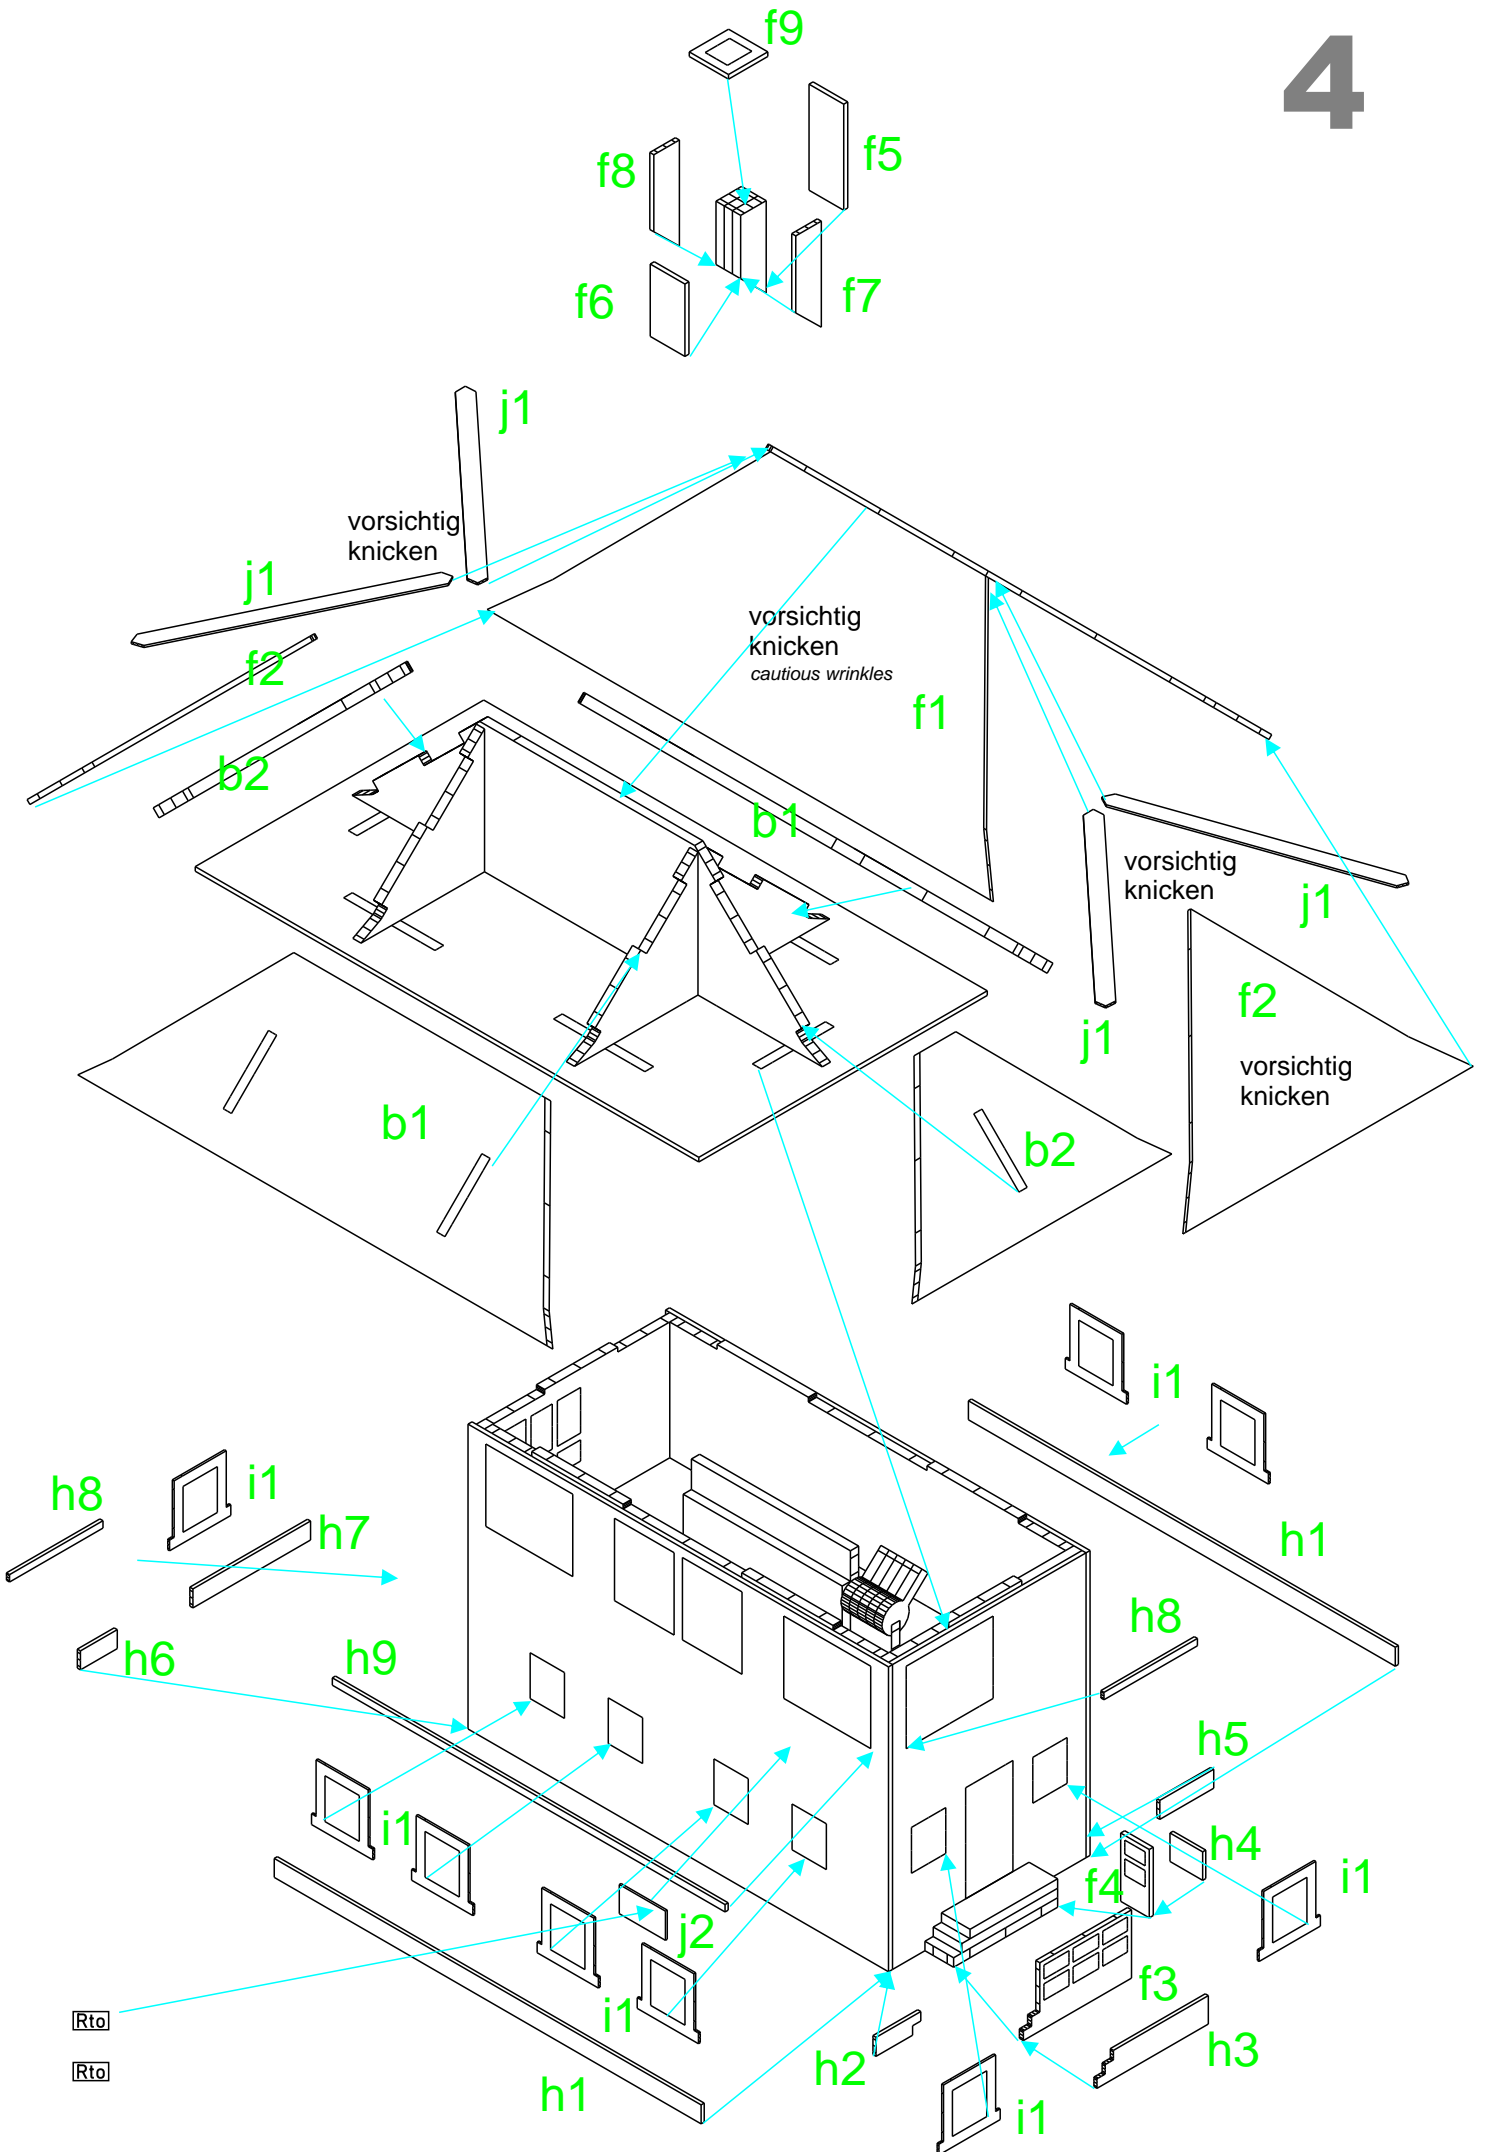 4
f9
f5
f8
f6
f7
j1
vorsichtig
knicken
j1
f2
b2
vorsichtig
knicken
cautious wrinkles
f1
b1
vorsichtig
knicken
j1
j1
f2
vorsichtig
knicken
b1
b2
i1
h8
i1
h7
h1
h6
h9
h8
h5
i1
h4
f4
i1
j2
f3
i1
Rto
h2
h3
Rto
h1
i1